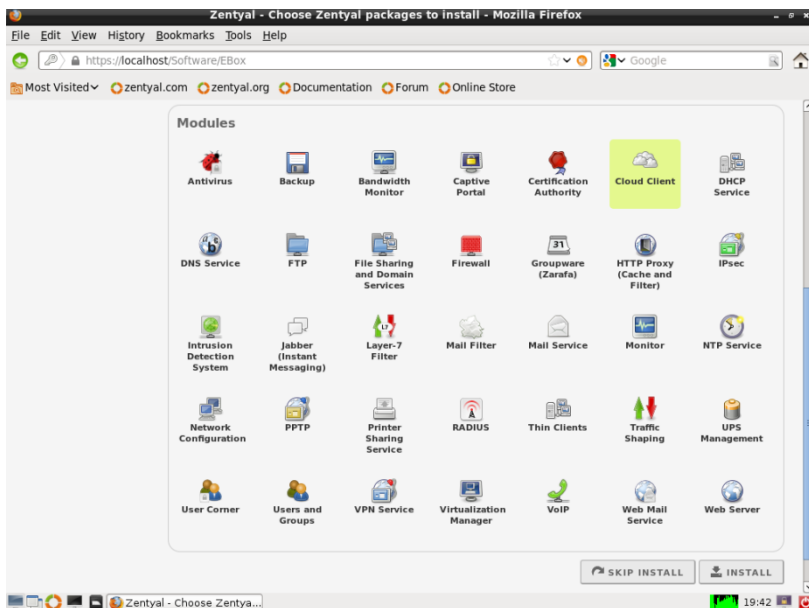 Zentyal - Choose Zentyal packages to install - Mozilla Firefox
File Edit View History Bookmarks Tools Help
https://localhost/Software/EBox
Google
Most Visited zentyal.com zentyal.org Documentation Forum Online Store
Modules
Antivirus
Backup
Bandwidth
Monitor
Captive
Portal
Certification
Authority
Cloud Client
DHCP
Service
DNS Service
FTP
File Sharing
and Domain
Services
Firewall
31
Groupware
(Zarafa)
HTTP Proxy
(Cache and
Filter)
IPsec
Intrusion
Detection
System
Jabber
(Instant
Messaging)
L7
Layer-7
Filter
Mail Filter
Mail Service
Monitor
NTP Service
Network
Configuration
PPTP
Printer
Sharing
Service
RADIUS
Thin Clients
Traffic
Shaping
UPS
Management
User Corner
Users and
Groups
VPN Service
Virtualization
Manager
VoIP
Web Mail
Service
Web Server
SKIP INSTALL
INSTALL
Zentyal - Choose Zentya...
19:42